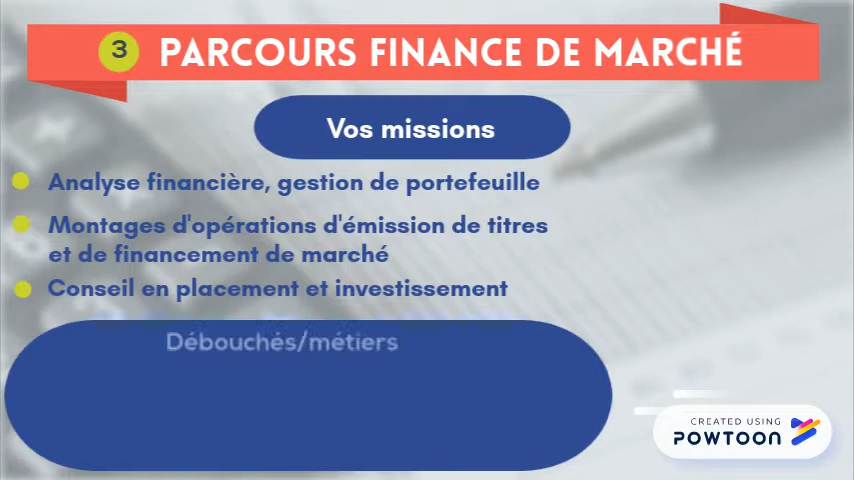 3 PARCOURS FINANCE DE MARCHÉ
Vos missions
Analyse financière, gestion de portefeuille
Montages d'opérations d'émission de titres
et de financement de marché
Conseil en placement et investissement
Débouchés/métiers
CREATED USING
POWTOON